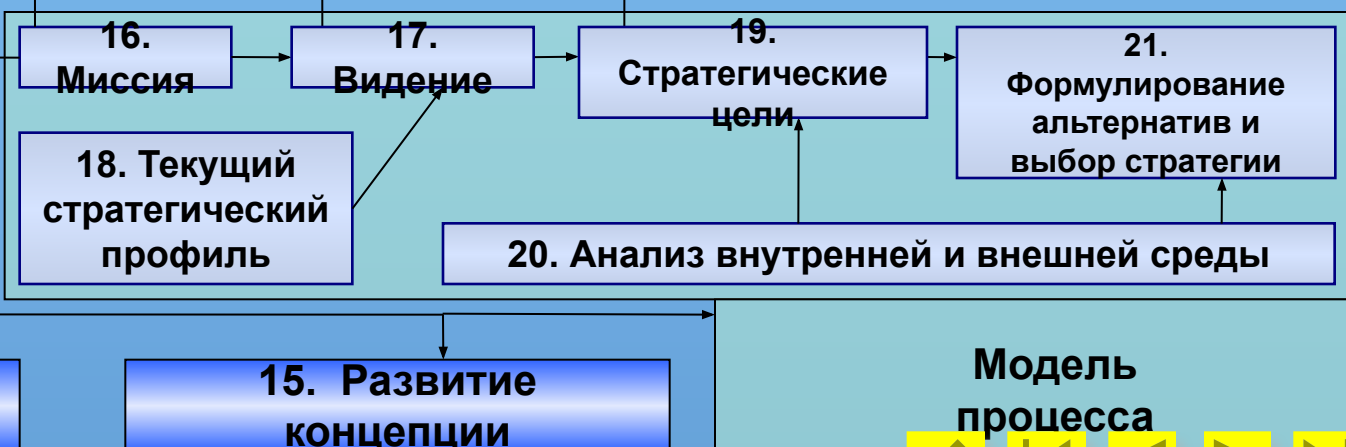 16.
Миссия
17.
Видение
19.
Стратегические
цели
21.
Формулирование
альтернатив и
выбор стратегии
18. Текущий
стратегический
профиль
20. Анализ внутренней и внешней среды
15. Развитие
концепции
Модель
процесса